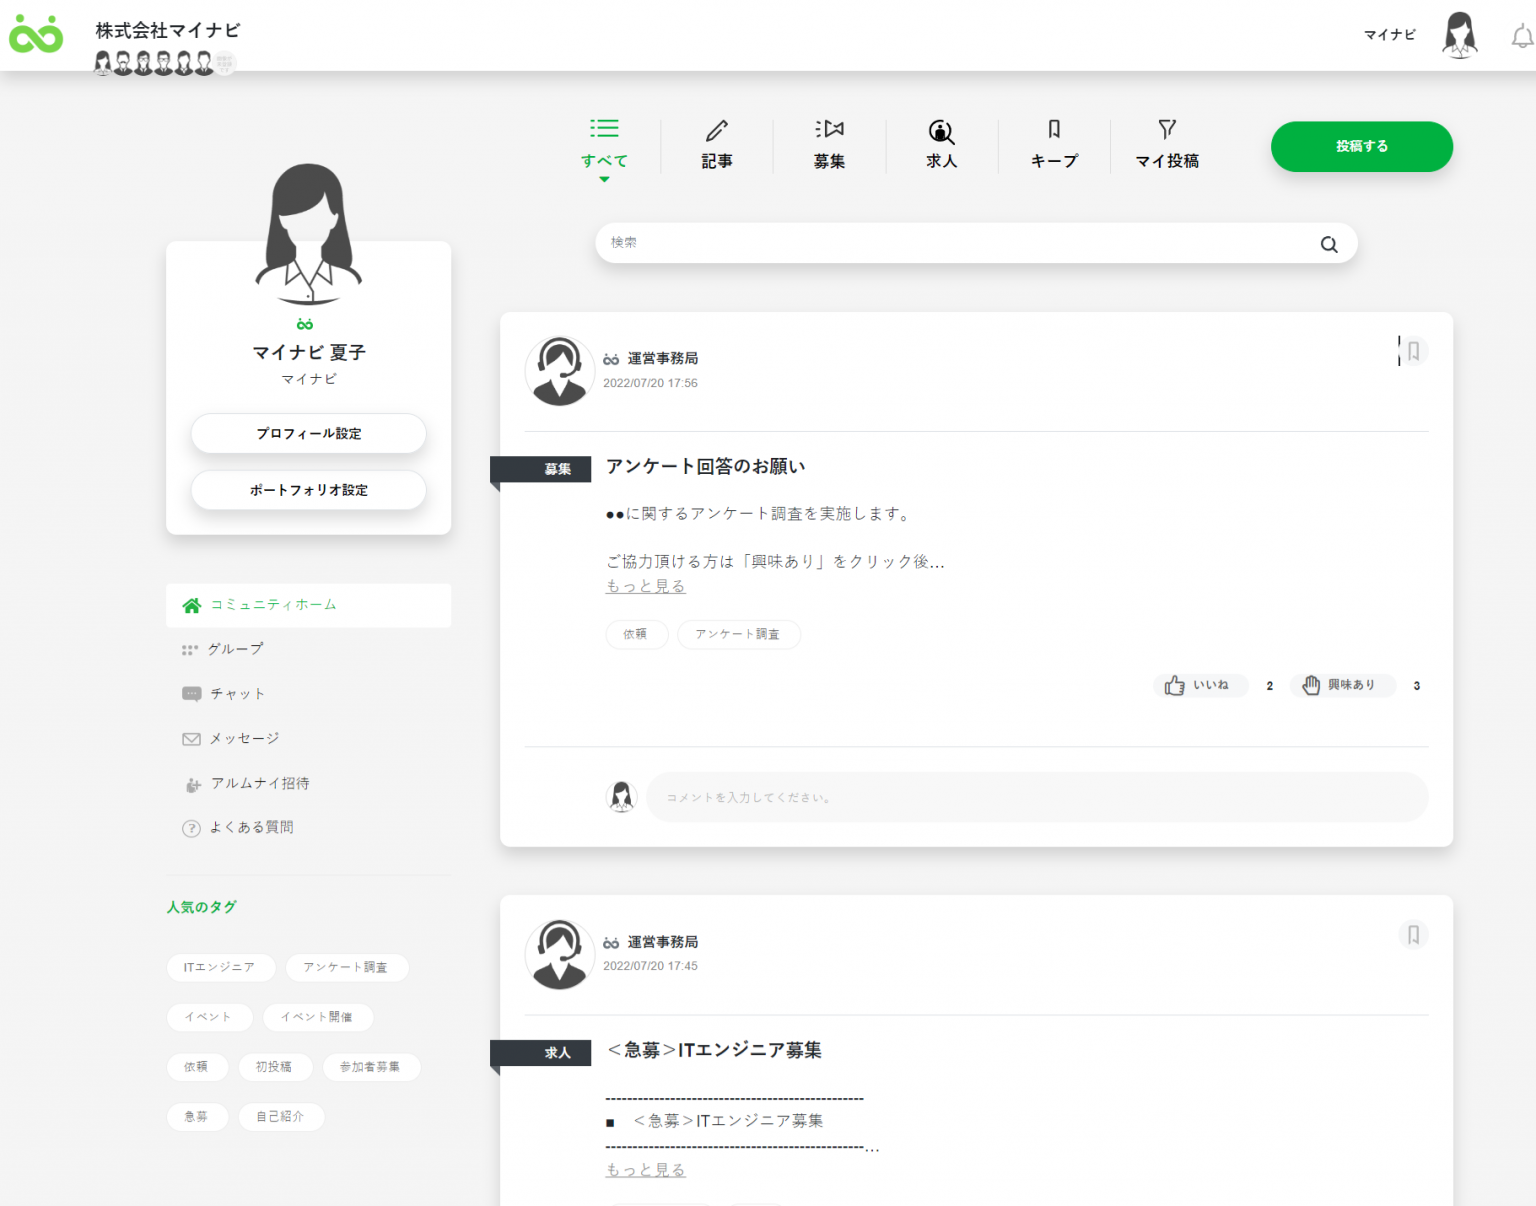 株式会社マイナビ
マイナビ
すべて
記事
募集
求人
キープ
マイ投稿
投稿する
検索
マイナビ 夏子
マイナビ
プロフィール設定
ポートフォリオ設定
コミュニティホーム
グループ
チャット
メッセージ
アルムナイ招待
よくある質問
人気のタグ
ITエンジニア
アンケート調査
イベント
イベント開催
依頼
初投稿
参加者募集
急募
自己紹介
運営事務局
2022/07/20 17:56
募集
アンケート回答のお願い
●●に関するアンケート調査を実施します。
ご協力頂ける方は「興味あり」をクリック後...
もっと見る
依頼
アンケート調査
いいね
2
興味あり
3
コメントを入力してください。
運営事務局
2022/07/20 17:45
求人
＜急募＞ITエンジニア募集
------------------------------------------------
■　＜急募＞ITエンジニア募集
------------------------------------------------...
もっと見る